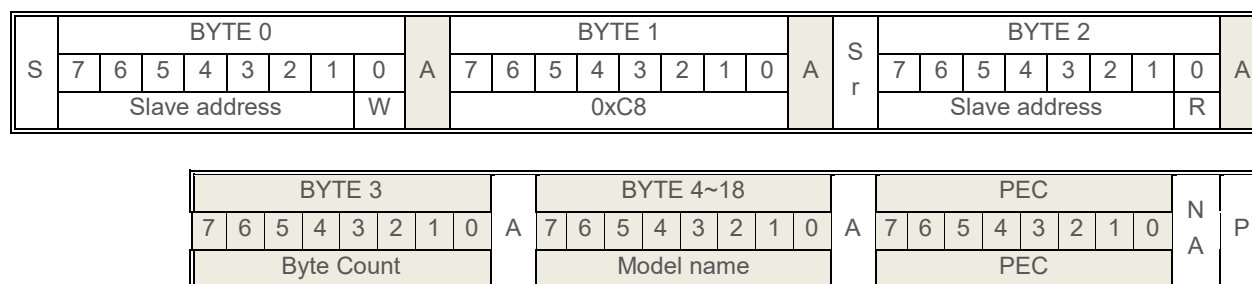 BYTE 0 BYTE 1 BYTE 2
S 7 6 5 4 3 2 1 0 A 7 6 5 4 3 2 1 0 A Sr 7 6 5 4 3 2 1 0 A
Slave address W 0xC8 Slave address R
BYTE 3 BYTE 4~18 PEC
7 6 5 4 3 2 1 0 A 7 6 5 4 3 2 1 0 A 7 6 5 4 3 2 1 0 NA P
Byte Count Model name PEC